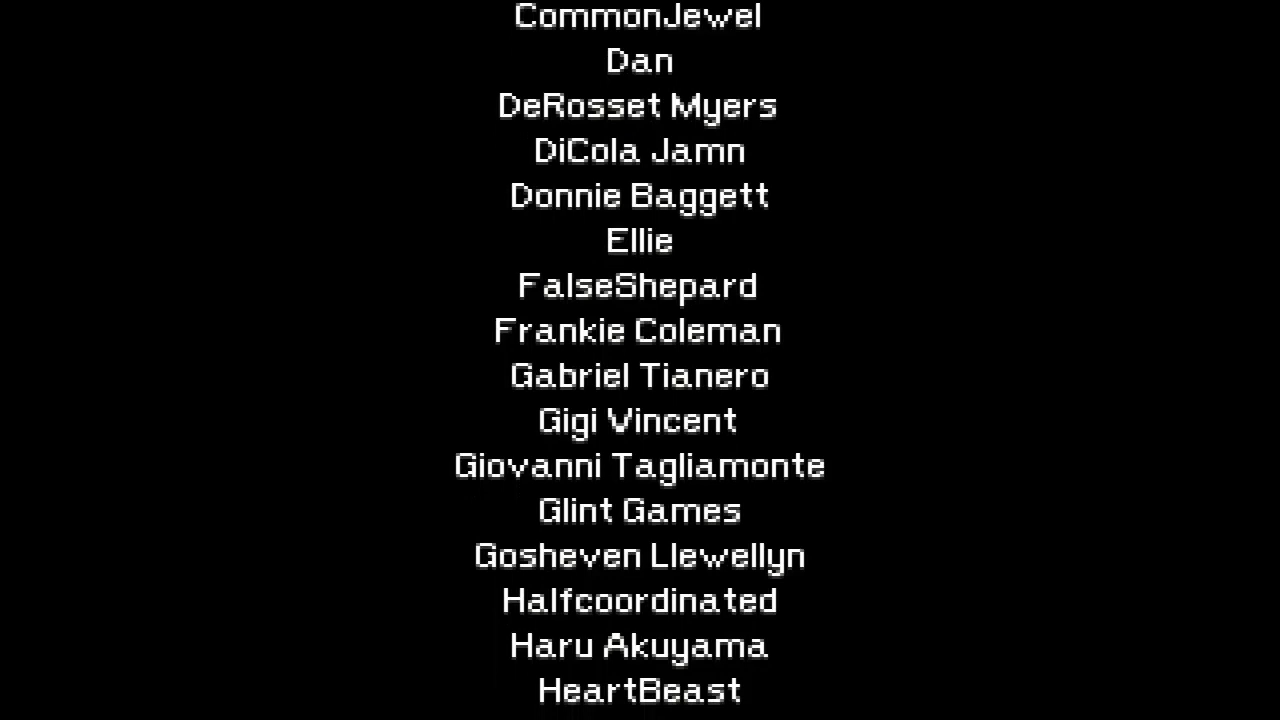 CommonJewel
Dan
DeRosset Myers
DiCola Jamn
Donnie Baggett
Ellie
FalseShepard
Frankie Coleman
Gabriel Tianero
Gigi Vincent
Giovanni Tagliamonte
Glint Games
Gosheven Llewellyn
Halfcoordinated
Haru Akuyama
HeartBeast